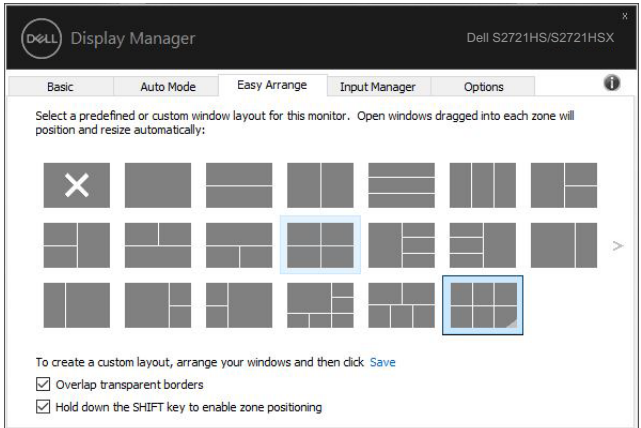 DELL Display Manager Dell S2721HS/S2721HSX
Basic Auto Mode Easy Arrange Input Manager Options
Select a predefined or custom window layout for this monitor. Open windows dragged into each zone will
position and resize automatically:
To create a custom layout, arrange your windows and then click Save
Overlap transparent borders
Hold down the SHIFT key to enable zone positioning